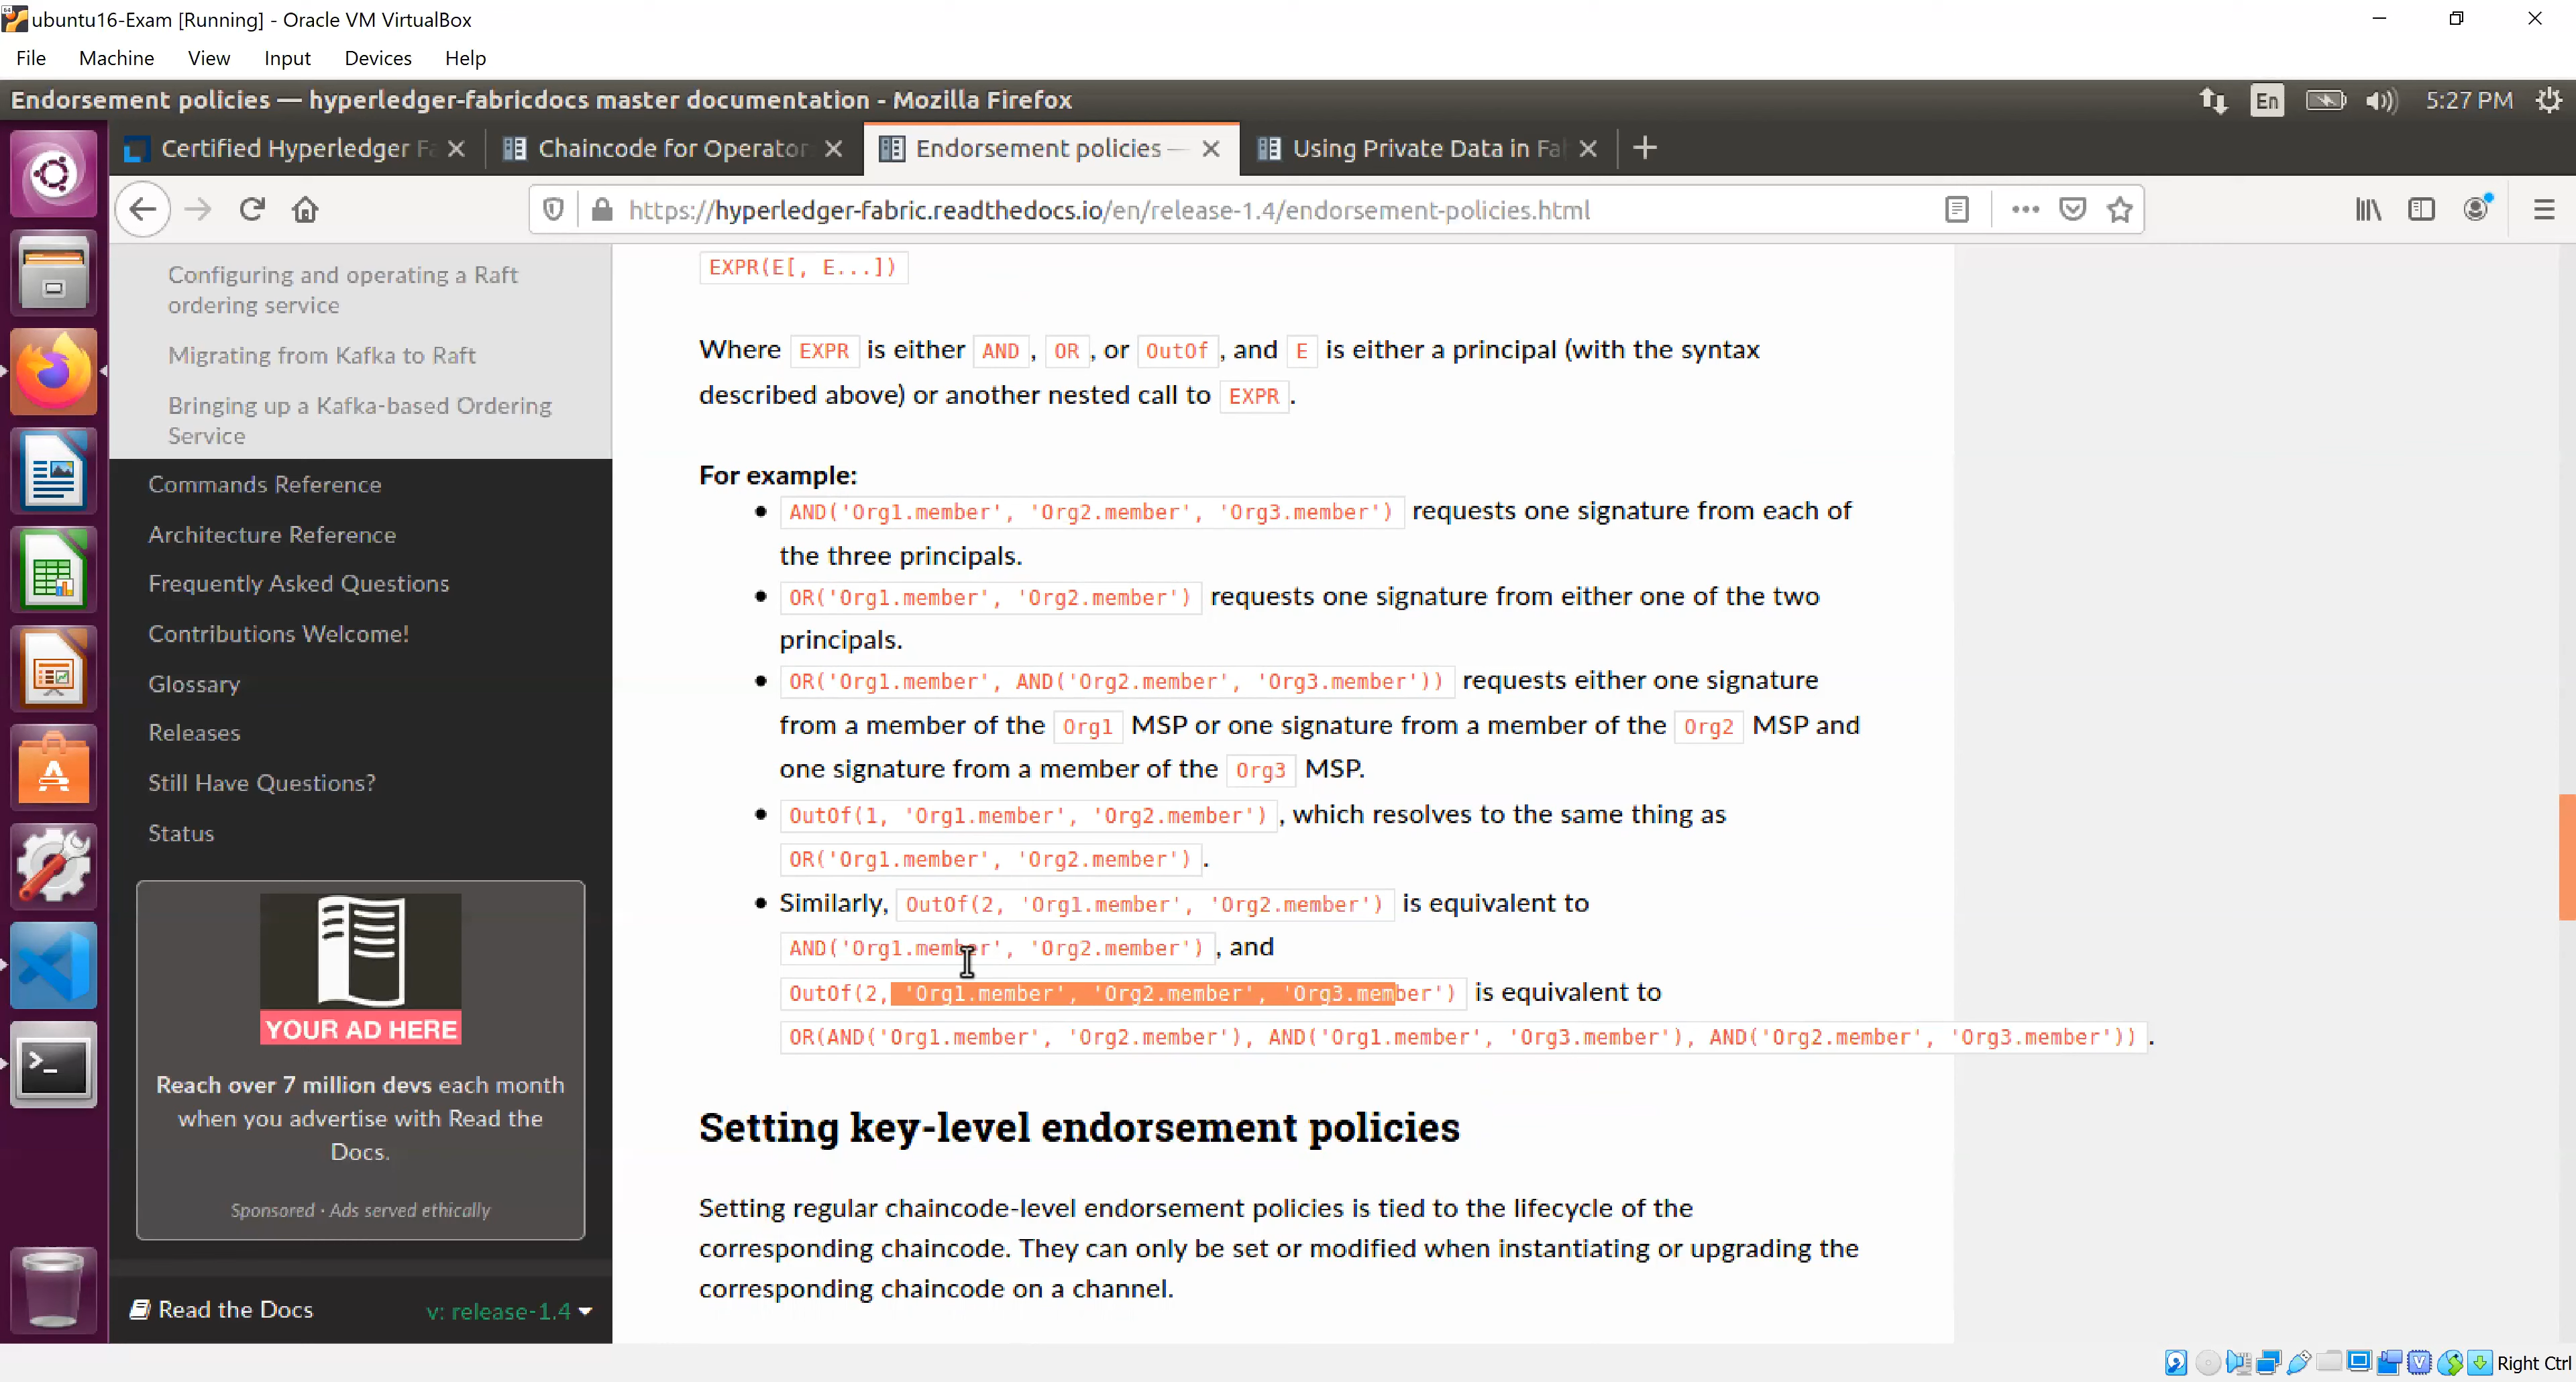 ubuntu16-Exam [Running] - Oracle VM VirtualBox
File Machine View Input Devices Help
Endorsement policies — hyperledger-fabricdocs master documentation - Mozilla Firefox
En 5:27 PM
Certified Hyperledger Fa
Chaincode for Operator
Endorsement policies —
Using Private Data in Fa
https://hyperledger-fabric.readthedocs.io/en/release-1.4/endorsement-policies.html
Configuring and operating a Raft
ordering service
Migrating from Kafka to Raft
Bringing up a Kafka-based Ordering
Service
Commands Reference
Architecture Reference
Frequently Asked Questions
Contributions Welcome!
Glossary
Releases
Still Have Questions?
Status
YOUR AD HERE
Reach over 7 million devs each month
when you advertise with Read the
Docs.
Sponsored · Ads served ethically
Read the Docs v: release-1.4
EXPR(E[, E...])
Where EXPR is either AND , OR , or OutOf , and E is either a principal (with the syntax
described above) or another nested call to EXPR .
For example:
• AND('Org1.member', 'Org2.member', 'Org3.member') requests one signature from each of
the three principals.
• OR('Org1.member', 'Org2.member') requests one signature from either one of the two
principals.
• OR('Org1.member', AND('Org2.member', 'Org3.member')) requests either one signature
from a member of the Org1 MSP or one signature from a member of the Org2 MSP and
one signature from a member of the Org3 MSP.
• OutOf(1, 'Org1.member', 'Org2.member') , which resolves to the same thing as
OR('Org1.member', 'Org2.member') .
• Similarly, OutOf(2, 'Org1.member', 'Org2.member') is equivalent to
AND('Org1.member', 'Org2.member') , and
OutOf(2, 'Org1.member', 'Org2.member', 'Org3.member') is equivalent to
OR(AND('Org1.member', 'Org2.member'), AND('Org1.member', 'Org3.member'), AND('Org2.member', 'Org3.member')) .
Setting key-level endorsement policies
Setting regular chaincode-level endorsement policies is tied to the lifecycle of the
corresponding chaincode. They can only be set or modified when instantiating or upgrading the
corresponding chaincode on a channel.
Right Ctrl